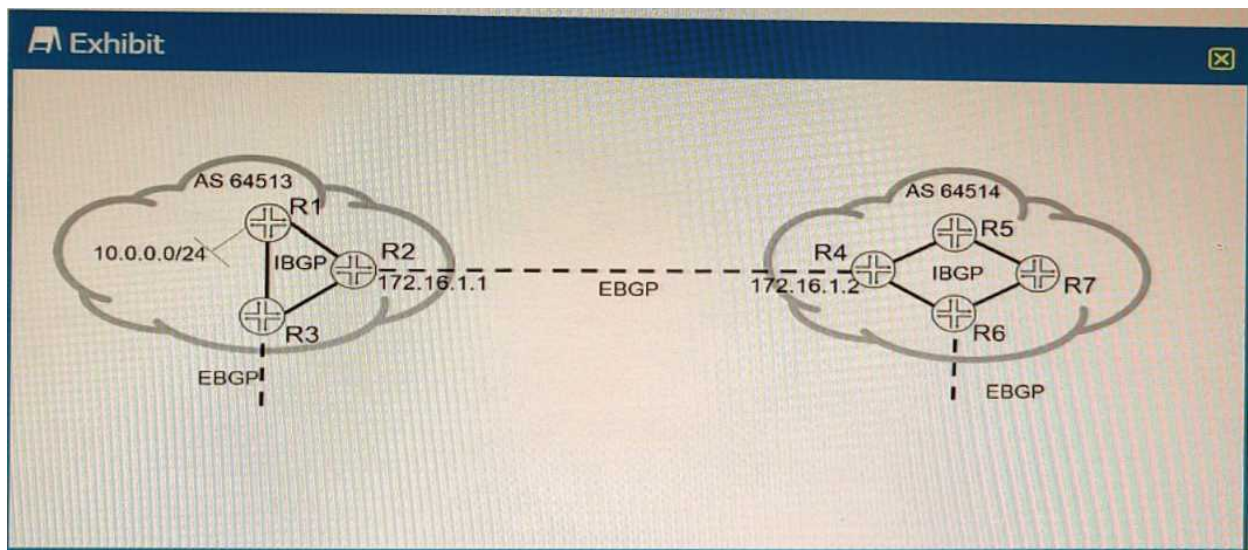 Exhibit
AS 64513
R1
10.0.0.0/24
IBGP
R2
172.16.1.1
R3
EBGP
EBGP
AS 64514
R5
R4
IBGP
172.16.1.2
R7
R6
EBGP